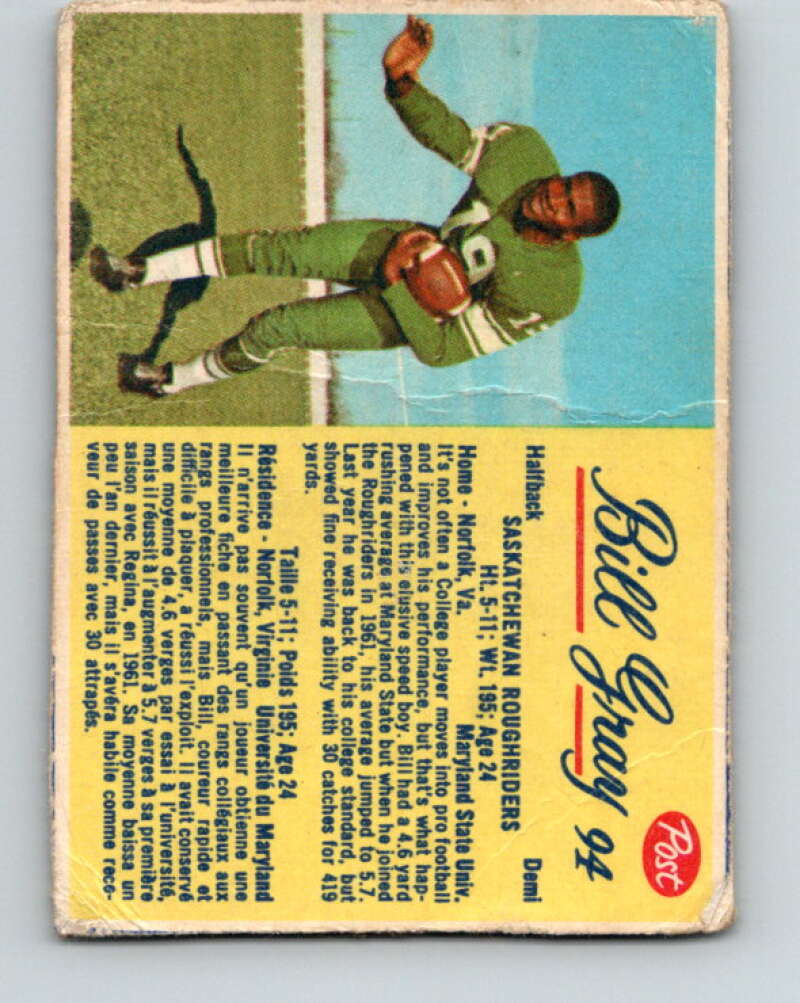 Bill Gray 94
Post
Halfback Demi
SASKATCHEWAN ROUGHRIDERS
Ht. 5-11; Wt. 195; Age 24
Home - Norfolk, Va. Maryland State Univ.
It's not often a College player moves into pro football
and improves his performance, but that's what hap-
pened with this elusive speed boy. Bill had a 4.6 yard
rushing average at Maryland State but when he joined
the Roughriders in 1961, his average jumped to 5.7.
Last year he was back to his college standard, but
showed fine receiving ability with 30 catches for 419
yards.
Taille 5-11; Poids 195; Age 24
Résidence - Norfolk, Virginie Université du Maryland
Il n'arrive pas souvent qu'un joueur obtienne une
meilleure fiche en passant des rangs collégiaux aux
rangs professionnels, mais Bill, coureur rapide et
difficile à plaquer, a réussi l'exploit. Il avait conservé
une moyenne de 4.6 verges par essai à l'université,
mais il réussit à l'augmenter à 5.7 verges à sa première
saison avec Regina, en 1961. Sa moyenne baissa un
peu l'an dernier, mais il s'avéra habile comme rece-
veur de passes avec 30 attrapés.
19